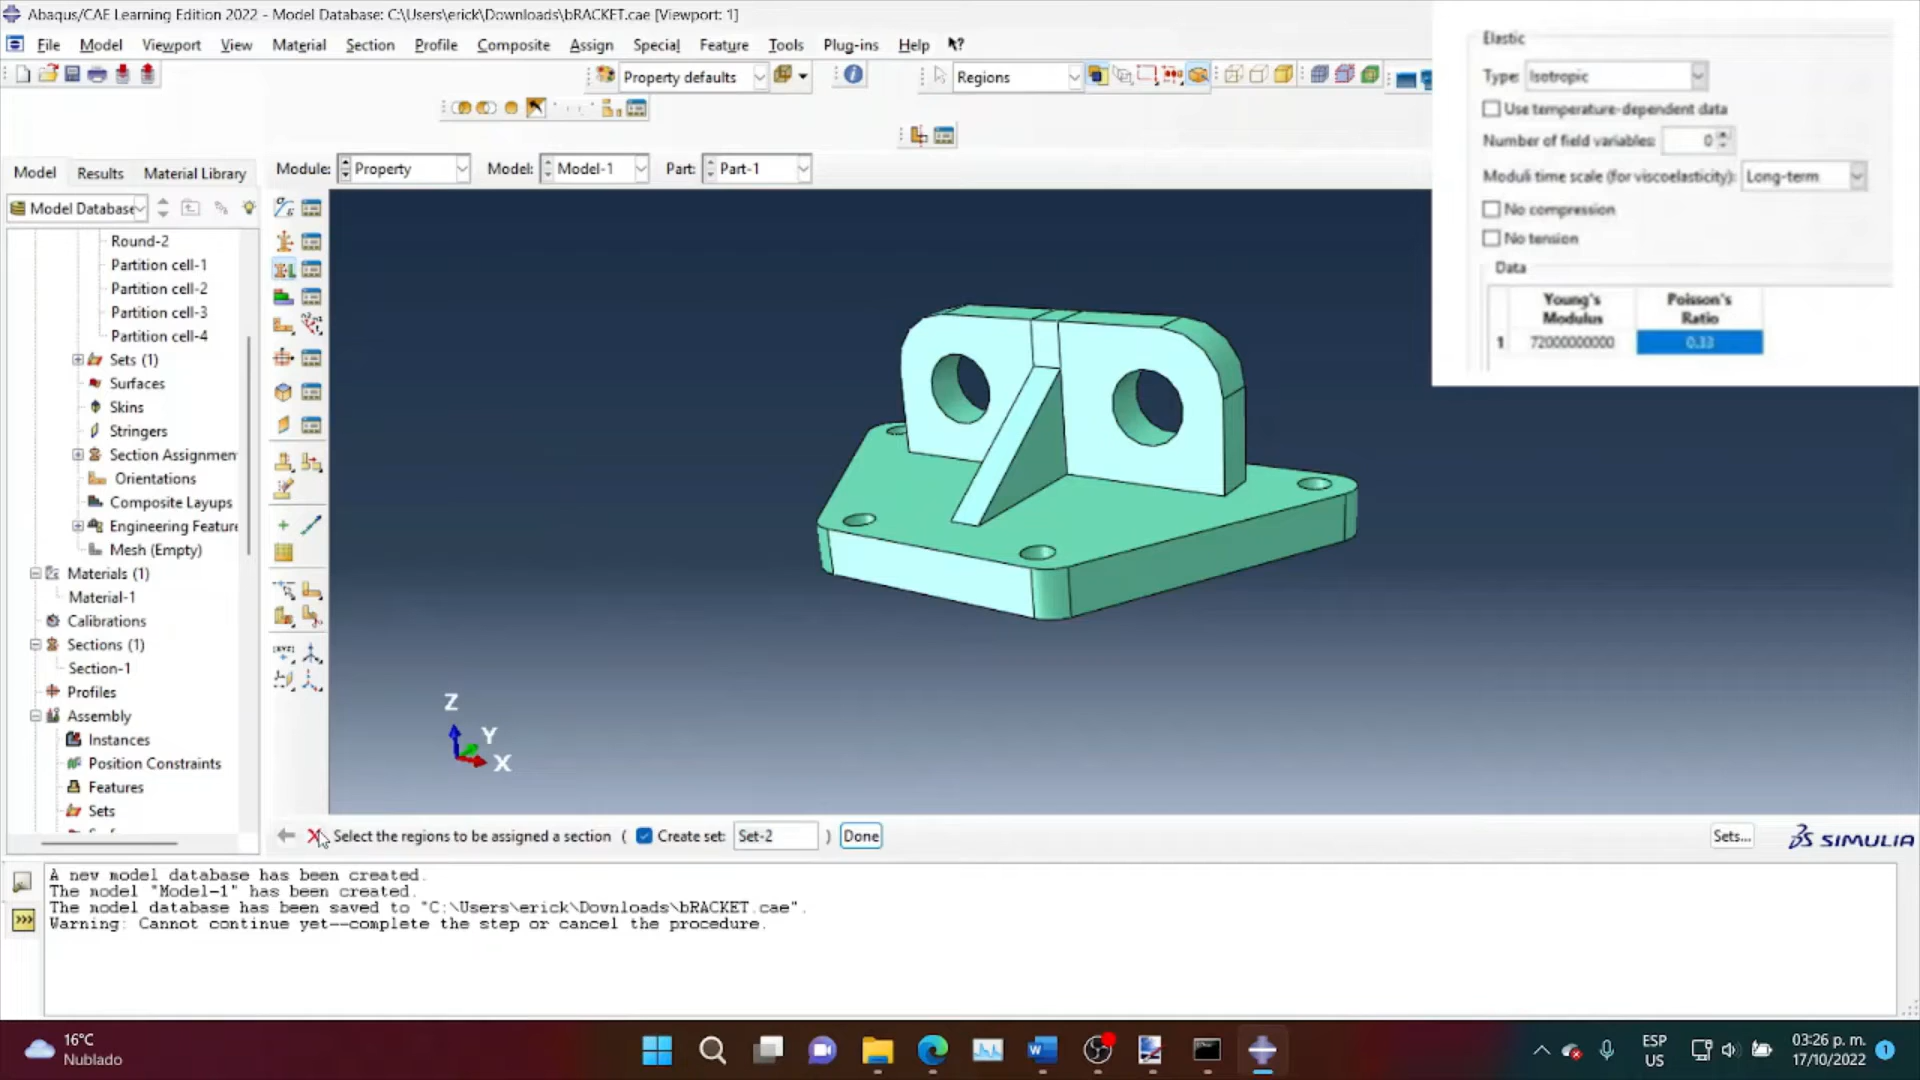 Abaqus/CAE Learning Edition 2022 - Model Database: C:\Users\erick\Downloads\bRACKET.cae [Viewport: 1]
File Model Viewport View Material Section Profile Composite Assign Special Feature Tools Plug-ins Help
Property defaults
Regions
Model Results Material Library
Module: Property Model: Model-1 Part: Part-1
Model Database
Round-2
Partition cell-1
Partition cell-2
Partition cell-3
Partition cell-4
Sets (1)
Surfaces
Skins
Stringers
Section Assignmen
Orientations
Composite Layups
Engineering Feature
Mesh (Empty)
Materials (1)
Material-1
Calibrations
Sections (1)
Section-1
Profiles
Assembly
Instances
Position Constraints
Features
Sets
Elastic
Type: Isotropic
Use temperature-dependent data
Number of field variables: 0
Moduli time scale (for viscoelasticity): Long-term
No compression
No tension
Data
Young's Modulus
Poisson's Ratio
1 72000000000 0.33
Z
Y
X
Select the regions to be assigned a section ( Create set: Set-2 ) Done
Sets...
SIMULIA
A new model database has been created.
The model "Model-1" has been created.
The model database has been saved to "C:\Users\erick\Downloads\bRACKET.cae".
Warning: Cannot continue yet--complete the step or cancel the procedure.
>>>
16°C
Nublado
ESP
US
03:26 p. m.
17/10/2022
1